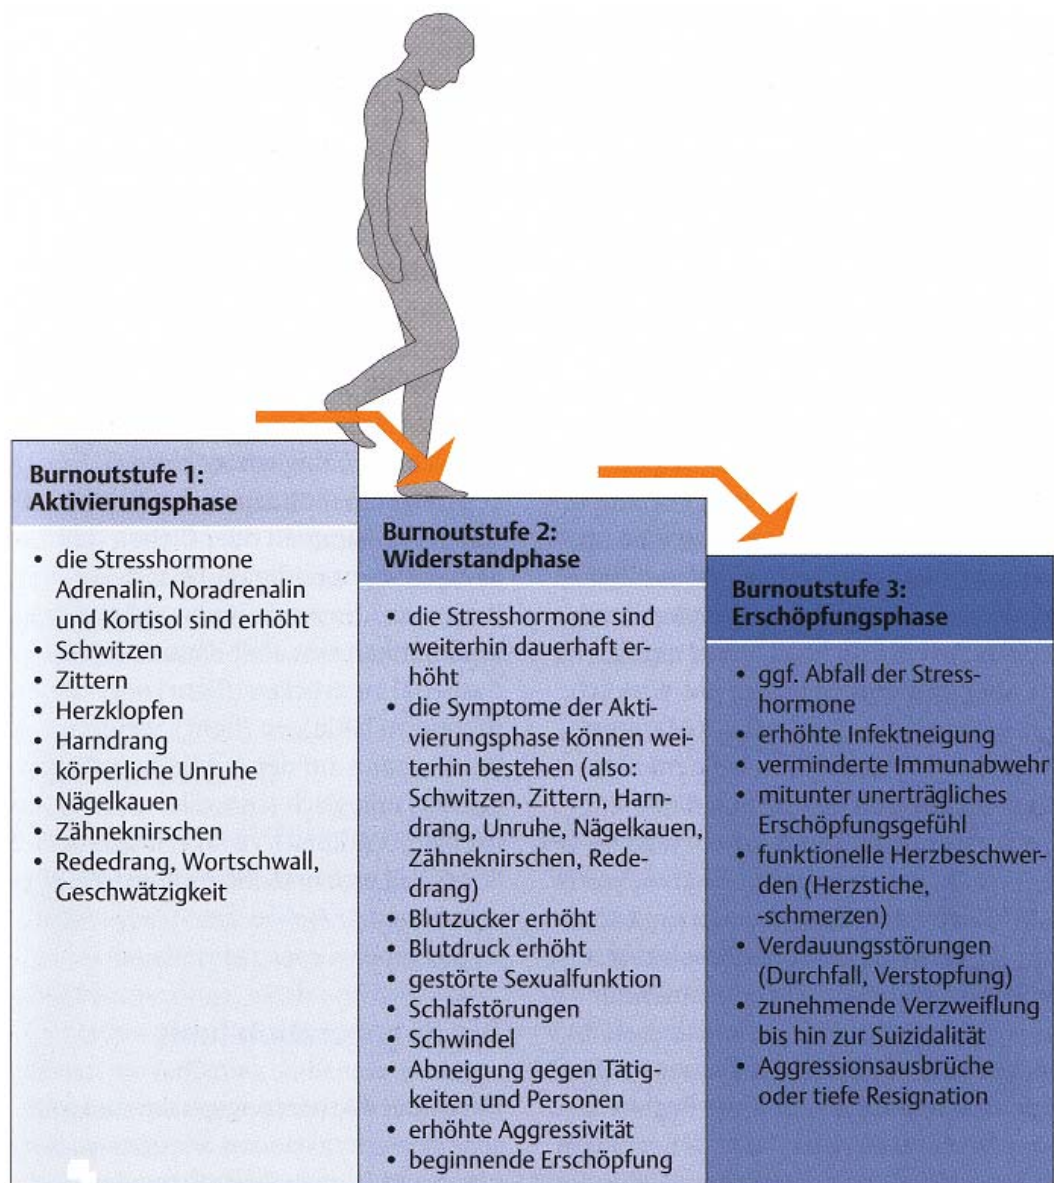 Burnoutstufe 1:
Aktivierungsphase
• die Stresshormone
Adrenalin, Noradrenalin
und Kortisol sind erhöht
• Schwitzen
• Zittern
• Herzklopfen
• Harndrang
• körperliche Unruhe
• Nägelkauen
• Zähneknirschen
• Rededrang, Wortschwall,
Geschwätzigkeit
Burnoutstufe 2:
Widerstandphase
• die Stresshormone sind
weiterhin dauerhaft er-
höht
• die Symptome der Akti-
vierungsphase können wei-
terhin bestehen (also:
Schwitzen, Zittern, Harn-
drang, Unruhe, Nägelkauen,
Zähneknirschen, Rede-
drang)
• Blutzucker erhöht
• Blutdruck erhöht
• gestörte Sexualfunktion
• Schlafstörungen
• Schwindel
• Abneigung gegen Tätig-
keiten und Personen
• erhöhte Aggressivität
• beginnende Erschöpfung
Burnoutstufe 3:
Erschöpfungsphase
• ggf. Abfall der Stress-
hormone
• erhöhte Infektneigung
• verminderte Immunabwehr
• mitunter unerträgliches
Erschöpfungsgefühl
• funktionelle Herzbeschwer-
den (Herzstiche,
-schmerzen)
• Verdauungsstörungen
(Durchfall, Verstopfung)
• zunehmende Verzweiflung
bis hin zur Suizidalität
• Aggressionsausbrüche
oder tiefe Resignation